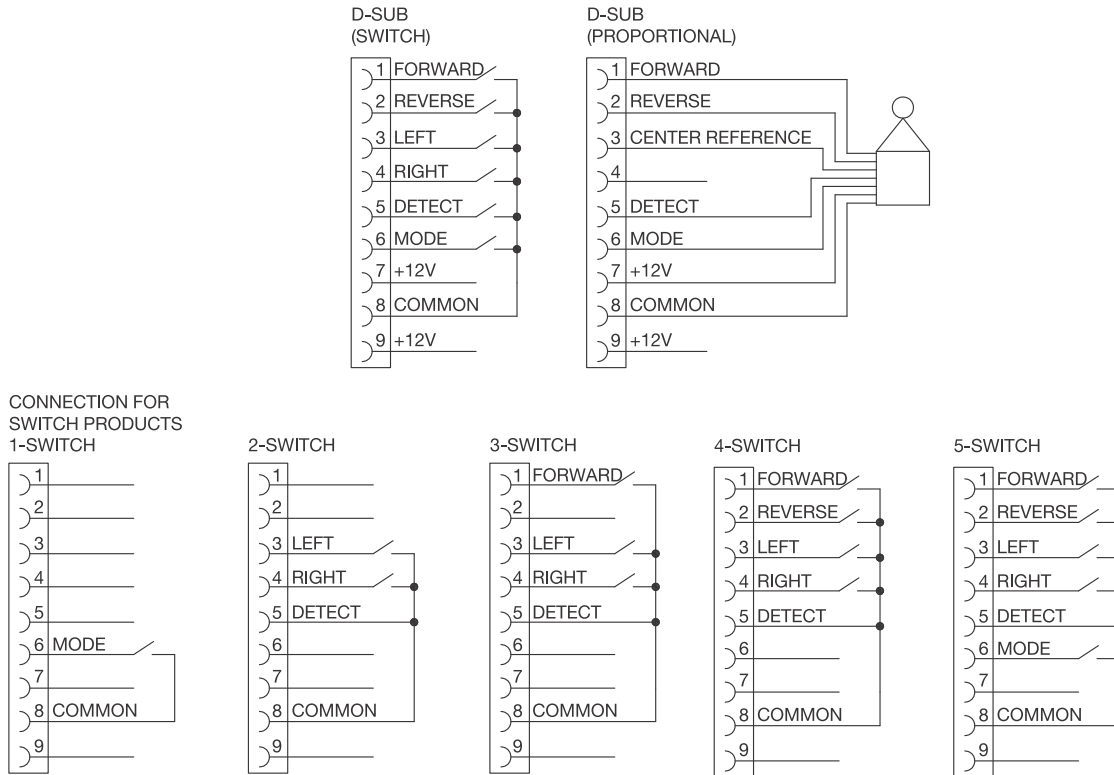 D-SUB
(SWITCH)
1 FORWARD
2 REVERSE
3 LEFT
4 RIGHT
5 DETECT
6 MODE
7 +12V
8 COMMON
9 +12V
D-SUB
(PROPORTIONAL)
1 FORWARD
2 REVERSE
3 CENTER REFERENCE
4
5 DETECT
6 MODE
7 +12V
8 COMMON
9 +12V
CONNECTION FOR
SWITCH PRODUCTS
1-SWITCH
1
2
3
4
5
6 MODE
7
8 COMMON
9
2-SWITCH
1
2
3 LEFT
4 RIGHT
5 DETECT
6
7
8 COMMON
9
3-SWITCH
1 FORWARD
2
3 LEFT
4 RIGHT
5 DETECT
6
7
8 COMMON
9
4-SWITCH
1 FORWARD
2 REVERSE
3 LEFT
4 RIGHT
5 DETECT
6
7
8 COMMON
9
5-SWITCH
1 FORWARD
2 REVERSE
3 LEFT
4 RIGHT
5 DETECT
6 MODE
7
8 COMMON
9